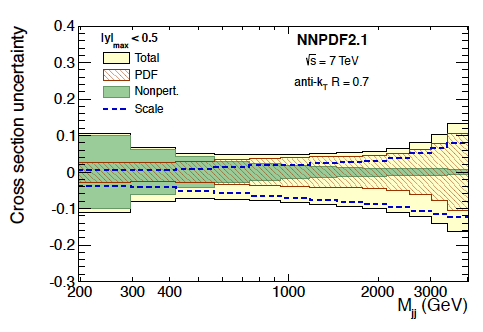 Cross section uncertainty
0.4
0.3
0.2
0.1
0
-0.1
-0.2
-0.3
|y|max < 0.5
Total
PDF
Nonpert.
Scale
NNPDF2.1
√s = 7 TeV
anti-kT R = 0.7
200 300 400 1000 2000 3000
Mjj (GeV)